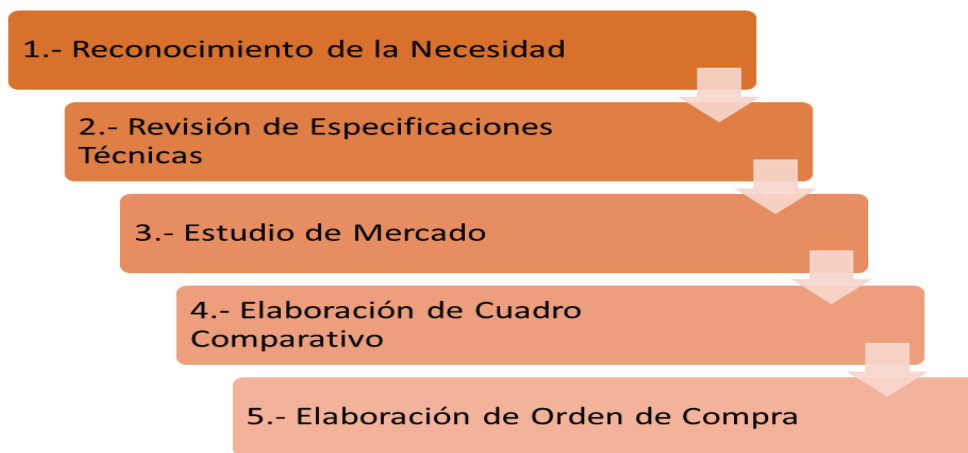 1.- Reconocimiento de la Necesidad
2.- Revisión de Especificaciones
Técnicas
3.- Estudio de Mercado
4.- Elaboración de Cuadro
Comparativo
5.- Elaboración de Orden de Compra